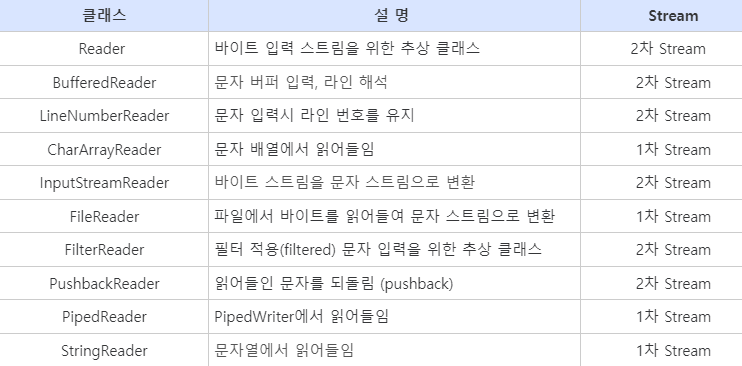 클래스 설 명 Stream
Reader 바이트 입력 스트림을 위한 추상 클래스 2차 Stream
BufferedReader 문자 버퍼 입력, 라인 해석 2차 Stream
LineNumberReader 문자 입력시 라인 번호를 유지 2차 Stream
CharArrayReader 문자 배열에서 읽어들임 1차 Stream
InputStreamReader 바이트 스트림을 문자 스트림으로 변환 2차 Stream
FileReader 파일에서 바이트를 읽어들여 문자 스트림으로 변환 1차 Stream
FilterReader 필터 적용(filtered) 문자 입력을 위한 추상 클래스 2차 Stream
PushbackReader 읽어들인 문자를 되돌림 (pushback) 2차 Stream
PipedReader PipedWriter에서 읽어들임 1차 Stream
StringReader 문자열에서 읽어들임 1차 Stream